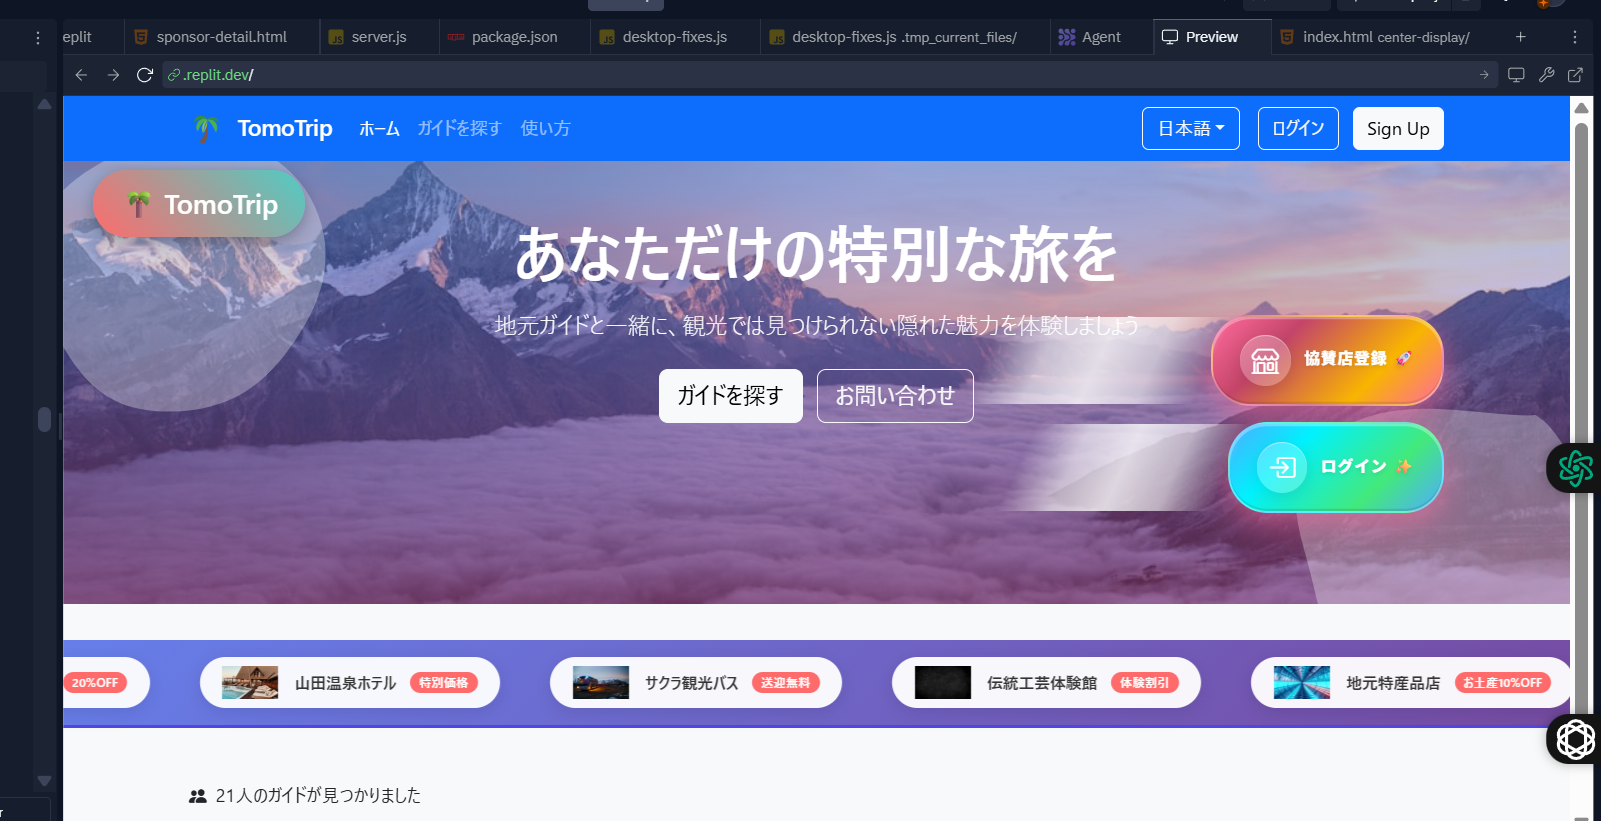 eplit
sponsor-detail.html
server.js
package.json
desktop-fixes.js
desktop-fixes.js .tmp_current_files/
Agent
Preview
index.html center-display/
.replit.dev/
TomoTrip
ホーム
ガイドを探す
使い方
日本語
ログイン
Sign Up
TomoTrip
あなただけの特別な旅を
地元ガイドと一緒に、観光では見つけられない隠れた魅力を体験しましょう
協賛店登録 🚀
ガイドを探す
お問い合わせ
ログイン ✨
20%OFF
山田温泉ホテル
特別価格
サクラ観光バス
送迎無料
伝統工芸体験館
体験割引
地元特産品店
お土産10%OFF
21人のガイドが見つかりました